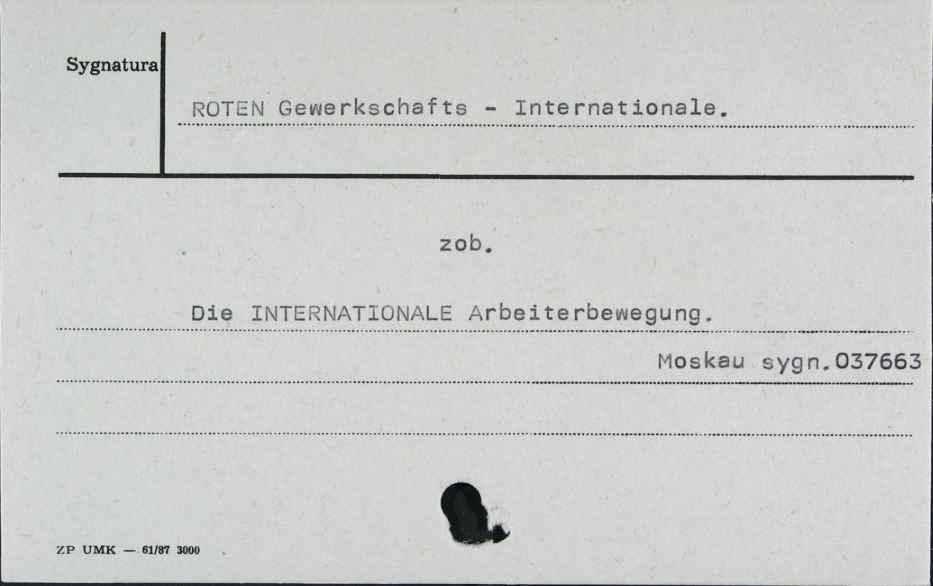 Sygnatura
ROTEN Gewerkschafts - Internationale.
zob.
Die INTERNATIONALE Arbeiterbewegung.
Moskau sygn.037663
ZP UMK — 61/87 3000